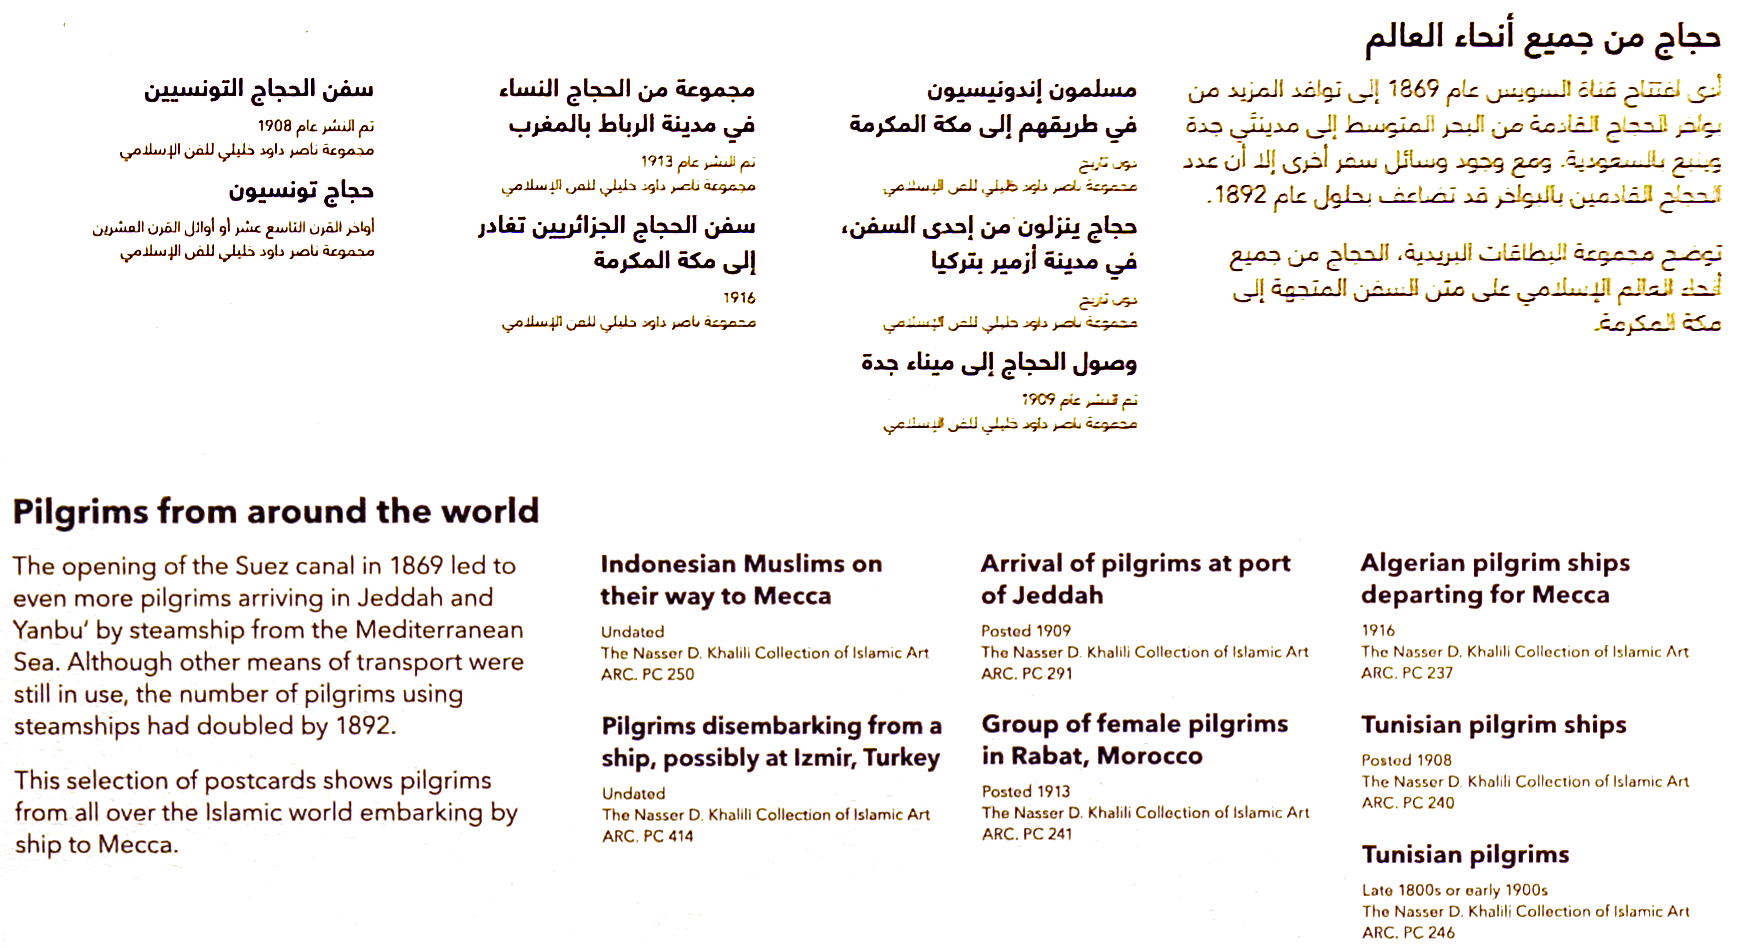 حجاج من جميع أنحاء العالم
أدى افتتاح قناة السويس عام 1869 إلى توافد المزيد من
بواخر الحجاج القادمة من البحر المتوسط إلى مدينتَي جدة
وينبع بالسعودية. ومع وجود وسائل سفر أخرى إلا أن عدد
الحجاج القادمين بالبواخر قد تضاعف بحلول عام 1892.
توضح مجموعة البطاقات البريدية، الحجاج من جميع
أنحاء العالم الإسلامي على متن السفن المتجهة إلى
مكة المكرمة.
مسلمون إندونيسيون
في طريقهم إلى مكة المكرمة
دون تاريخ
مجموعة ناصر داود خليلي للفن الإسلامي
حجاج ينزلون من إحدى السفن،
في مدينة أزمير بتركيا
دون تاريخ
مجموعة ناصر داود خليلي للفن الإسلامي
وصول الحجاج إلى ميناء جدة
تم النشر عام 1909
مجموعة ناصر داود خليلي للفن الإسلامي
مجموعة من الحجاج النساء
في مدينة الرباط بالمغرب
تم النشر عام 1913
مجموعة ناصر داود خليلي للفن الإسلامي
سفن الحجاج الجزائريين تغادر
إلى مكة المكرمة
1916
مجموعة ناصر داود خليلي للفن الإسلامي
سفن الحجاج التونسيين
تم النشر عام 1908
مجموعة ناصر داود خليلي للفن الإسلامي
حجاج تونسيون
أواخر القرن التاسع عشر أو أوائل القرن العشرين
مجموعة ناصر داود خليلي للفن الإسلامي
Pilgrims from around the world
The opening of the Suez canal in 1869 led to
even more pilgrims arriving in Jeddah and
Yanbu‘ by steamship from the Mediterranean
Sea. Although other means of transport were
still in use, the number of pilgrims using
steamships had doubled by 1892.
This selection of postcards shows pilgrims
from all over the Islamic world embarking by
ship to Mecca.
Indonesian Muslims on
their way to Mecca
Undated
The Nasser D. Khalili Collection of Islamic Art
ARC. PC 250
Pilgrims disembarking from a
ship, possibly at Izmir, Turkey
Undated
The Nasser D. Khalili Collection of Islamic Art
ARC. PC 414
Arrival of pilgrims at port
of Jeddah
Posted 1909
The Nasser D. Khalili Collection of Islamic Art
ARC. PC 291
Group of female pilgrims
in Rabat, Morocco
Posted 1913
The Nasser D. Khalili Collection of Islamic Art
ARC. PC 241
Algerian pilgrim ships
departing for Mecca
1916
The Nasser D. Khalili Collection of Islamic Art
ARC. PC 237
Tunisian pilgrim ships
Posted 1908
The Nasser D. Khalili Collection of Islamic Art
ARC. PC 240
Tunisian pilgrims
Late 1800s or early 1900s
The Nasser D. Khalili Collection of Islamic Art
ARC. PC 246